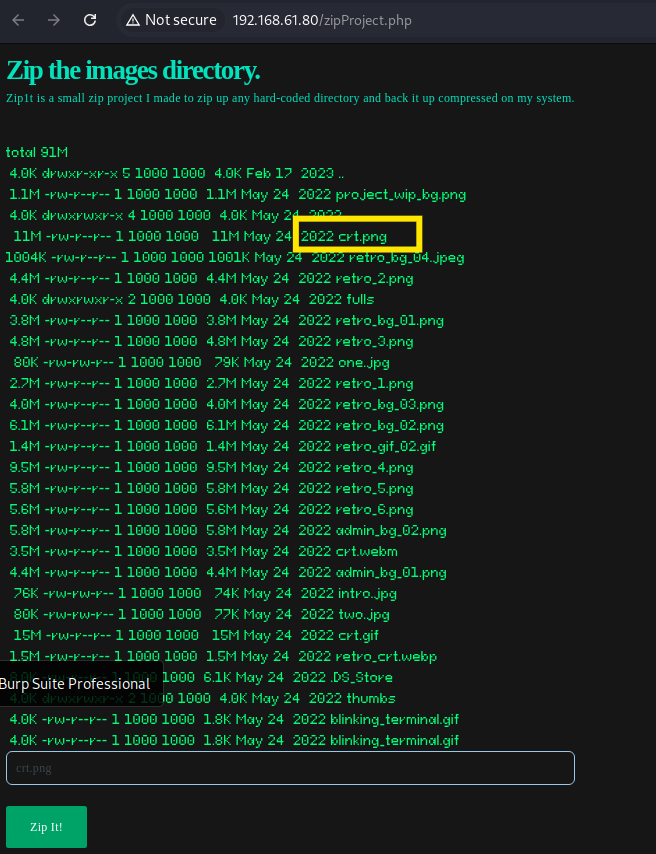 Not secure 192.168.61.80/zipProject.php
Zip the images directory.
Zip1t is a small zip project I made to zip up any hard-coded directory and back it up compressed on my system.
total 91M
4.0K drwxr-xr-x 5 1000 1000 4.0K Feb 17 2023 ..
1.1M -rw-r--r-- 1 1000 1000 1.1M May 24 2022 project_wip_bg.png
4.0K drwxrwxr-x 4 1000 1000 4.0K May 24 2022
11M -rw-r--r-- 1 1000 1000 11M May 24 2022 crt.png
1004K -rw-r--r-- 1 1000 1000 1001K May 24 2022 retro_bg_04.jpeg
4.4M -rw-r--r-- 1 1000 1000 4.4M May 24 2022 retro_2.png
4.0K drwxrwxr-x 2 1000 1000 4.0K May 24 2022 fulls
3.8M -rw-r--r-- 1 1000 1000 3.8M May 24 2022 retro_bg_01.png
4.8M -rw-r--r-- 1 1000 1000 4.8M May 24 2022 retro_3.png
80K -rw-rw-r-- 1 1000 1000 79K May 24 2022 one.jpg
2.7M -rw-r--r-- 1 1000 1000 2.7M May 24 2022 retro_1.png
4.0M -rw-r--r-- 1 1000 1000 4.0M May 24 2022 retro_bg_03.png
6.1M -rw-r--r-- 1 1000 1000 6.1M May 24 2022 retro_bg_02.png
1.4M -rw-r--r-- 1 1000 1000 1.4M May 24 2022 retro_gif_02.gif
9.5M -rw-r--r-- 1 1000 1000 9.5M May 24 2022 retro_4.png
5.8M -rw-r--r-- 1 1000 1000 5.8M May 24 2022 retro_5.png
5.6M -rw-r--r-- 1 1000 1000 5.6M May 24 2022 retro_6.png
5.8M -rw-r--r-- 1 1000 1000 5.8M May 24 2022 admin_bg_02.png
3.5M -rw-r--r-- 1 1000 1000 3.5M May 24 2022 crt.webm
4.4M -rw-r--r-- 1 1000 1000 4.4M May 24 2022 admin_bg_01.png
76K -rw-rw-r-- 1 1000 1000 74K May 24 2022 intro.jpg
80K -rw-rw-r-- 1 1000 1000 77K May 24 2022 two.jpg
15M -rw-r--r-- 1 1000 1000 15M May 24 2022 crt.gif
1.5M -rw-r--r-- 1 1000 1000 1.5M May 24 2022 retro_crt.webp
8.0K -rw-r--r-- 1 1000 1000 6.1K May 24 2022 .DS_Store
Burp Suite Professional
4.0K drwxrwxr-x 2 1000 1000 4.0K May 24 2022 thumbs
4.0K -rw-r--r-- 1 1000 1000 1.8K May 24 2022 blinking_terminal.gif
4.0K -rw-r--r-- 1 1000 1000 1.8K May 24 2022 blinking_terminal.gif
crt.png
Zip It!